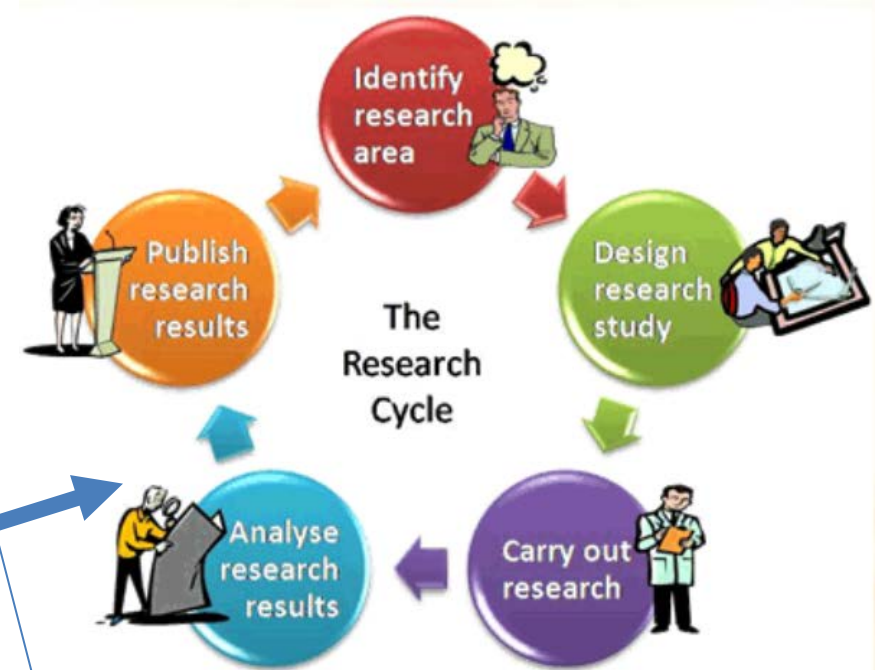 Identify
research
area
Design
research
study
Carry out
research
Analyse
research
results
Publish
research
results
The
Research
Cycle